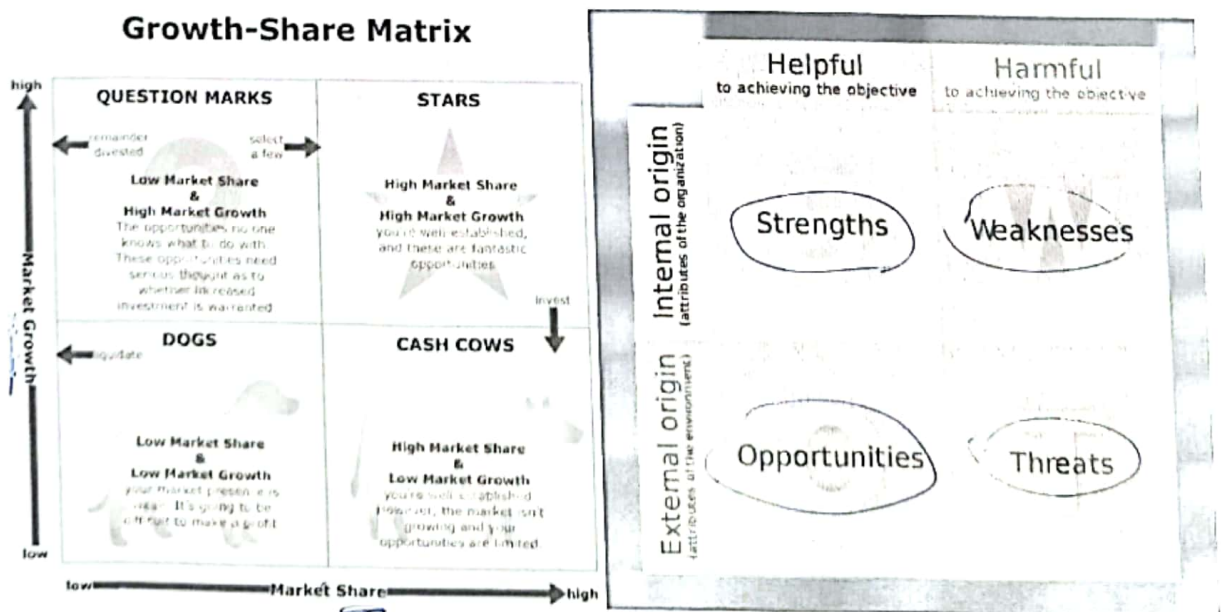 Growth-Share Matrix
high
QUESTION MARKS
remainder
divested
select
a few
Low Market Share
&
High Market Growth
The opportunities no one
knows what to do with.
These opportunities need
serious thought as to
whether increased
investment is warranted
STARS
High Market Share
&
High Market Growth
you're well established,
and these are fantastic
opportunities
invest
Market Growth
DOGS
liquidate
Low Market Share
&
Low Market Growth
your market presence is
weak. It's going to be
difficult to make a profit
CASH COWS
High Market Share
&
Low Market Growth
you're well established
however, the market isn't
growing and your
opportunities are limited
low
low
Market Share
high
Helpful
to achieving the objective
Harmful
to achieving the objective
Internal origin
(attributes of the organization)
Strengths
Weaknesses
External origin
(attributes of the environment)
Opportunities
Threats